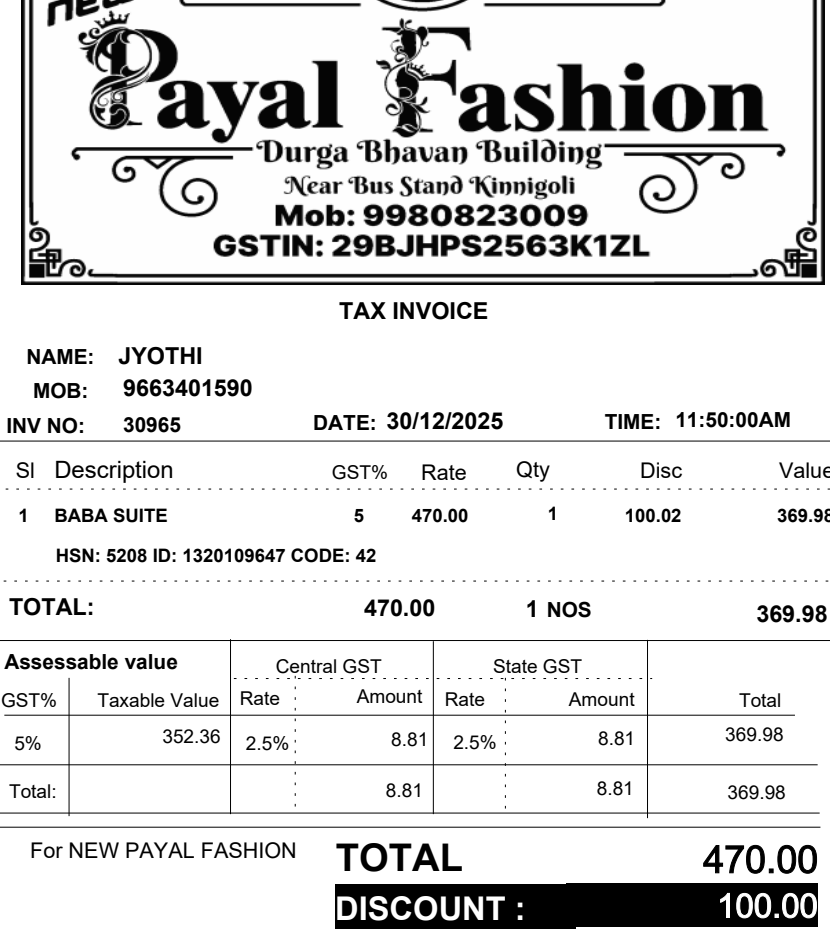 new
Payal Fashion
Durga Bhavan Building
Near Bus Stand Kinnigoli
Mob: 9980823009
GSTIN: 29BJHPS2563K1ZL
TAX INVOICE
NAME: JYOTHI
MOB: 9663401590
INV NO: 30965 DATE: 30/12/2025 TIME: 11:50:00AM
Sl Description GST% Rate Qty Disc Value
1 BABA SUITE 5 470.00 1 100.02 369.98
HSN: 5208 ID: 1320109647 CODE: 42
TOTAL: 470.00 1 NOS 369.98
Assessable value Central GST State GST
GST% Taxable Value Rate Amount Rate Amount Total
5% 352.36 2.5% 8.81 2.5% 8.81 369.98
Total: 8.81 8.81 369.98
For NEW PAYAL FASHION TOTAL 470.00
DISCOUNT : 100.00